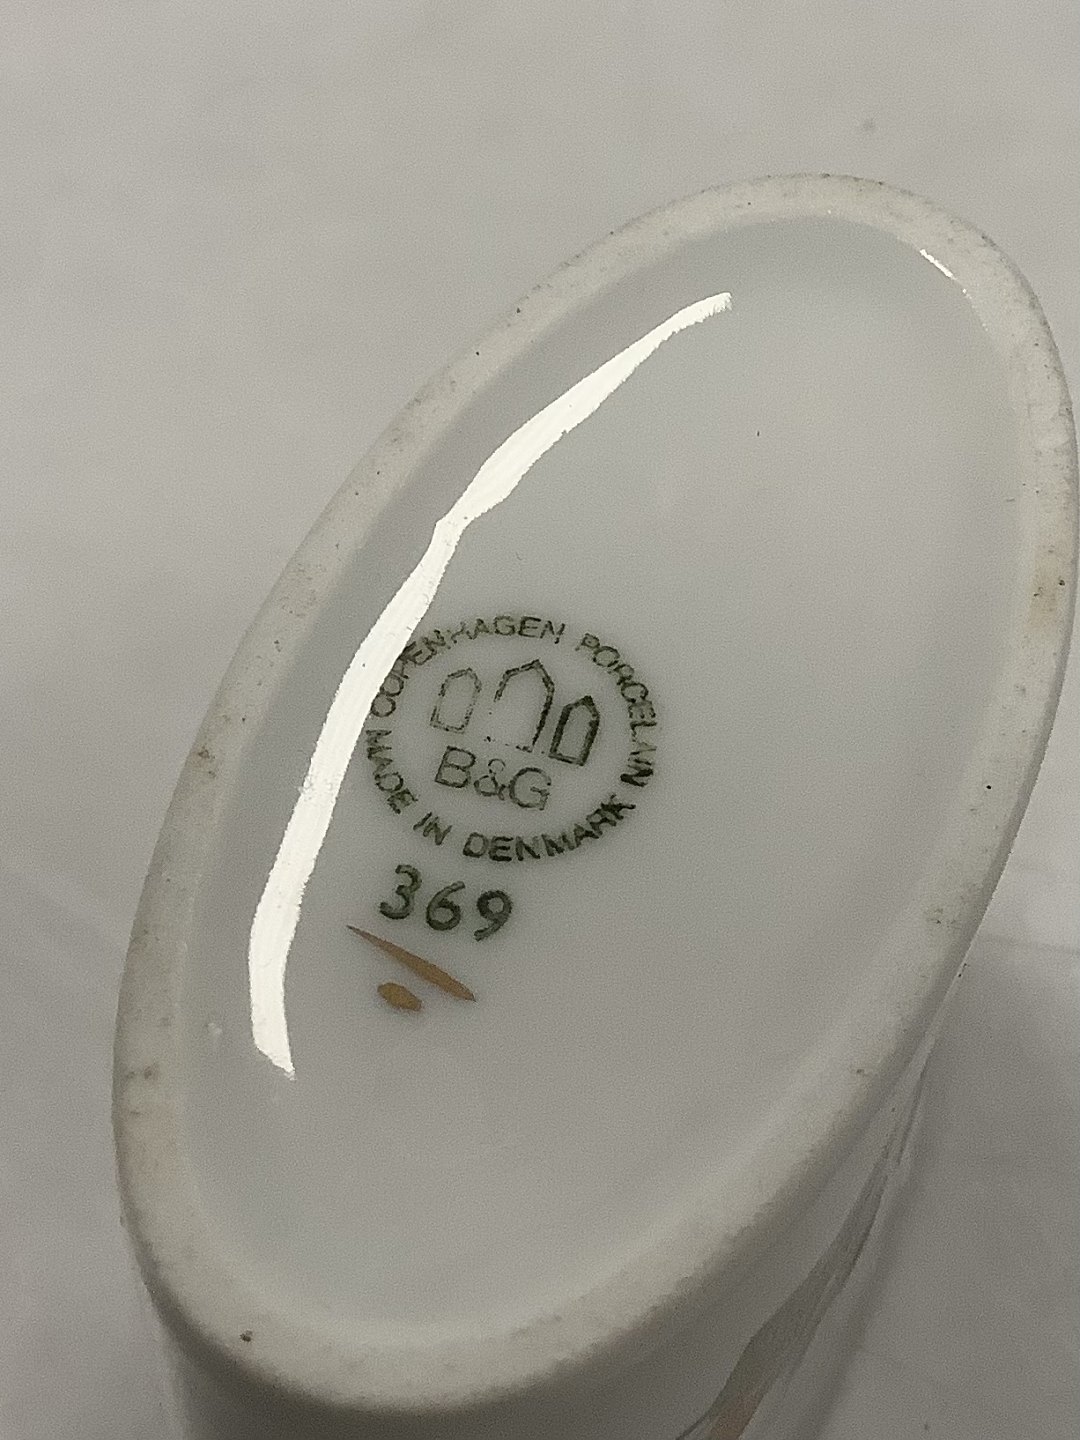 COPENHAGEN PORCELAIN
B&G
MADE IN DENMARK
369